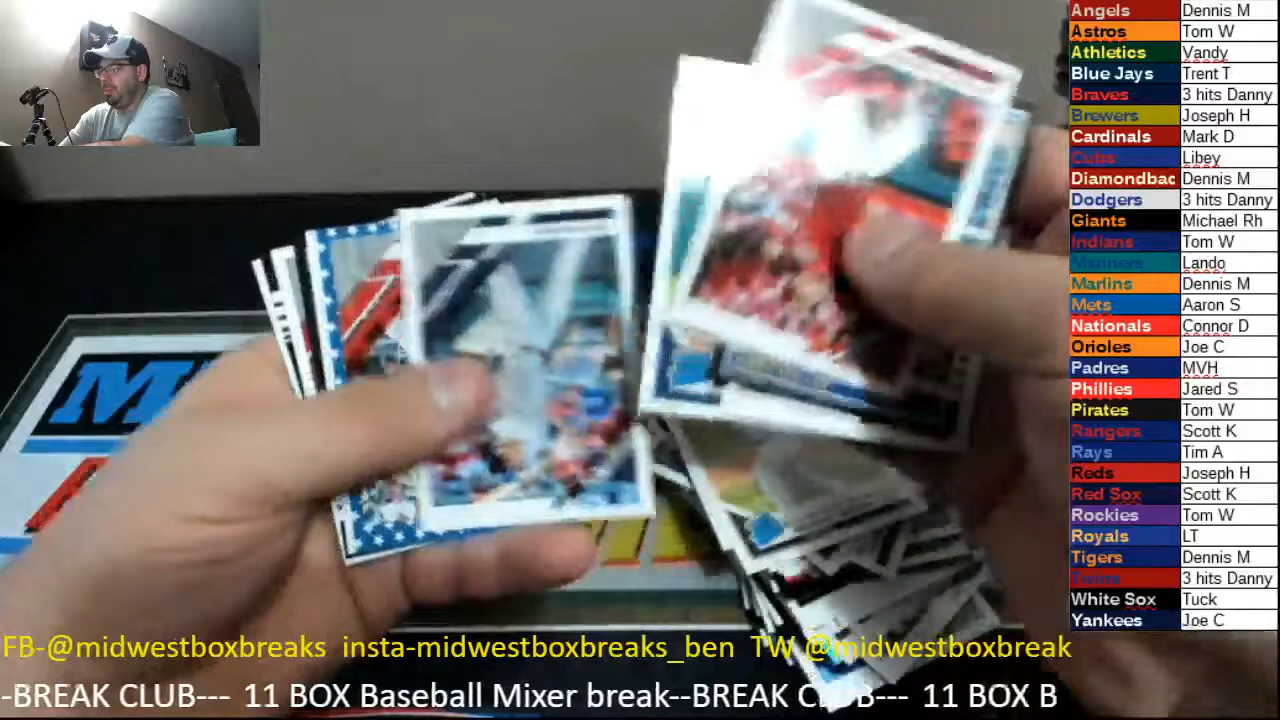 Angels Dennis M
Astros Tom W
Athletics Vandy
Blue Jays Trent T
Braves 3 hits Danny
Brewers Joseph H
Cardinals Mark D
Cubs Libey
Diamondbac Dennis M
Dodgers 3 hits Danny
Giants Michael Rh
Indians Tom W
Mariners Lando
Marlins Dennis M
Mets Aaron S
Nationals Connor D
Orioles Joe C
Padres MVH
Phillies Jared S
Pirates Tom W
Rangers Scott K
Rays Tim A
Reds Joseph H
Red Sox Scott K
Rockies Tom W
Royals LT
Tigers Dennis M
Twins 3 hits Danny
White Sox Tuck
Yankees Joe C
FB-@midwestboxbreaks insta-midwestboxbreaks_ben TW @midwestboxbreak
-BREAK CLUB--- 11 BOX Baseball Mixer break--BREAK CLUB--- 11 BOX B